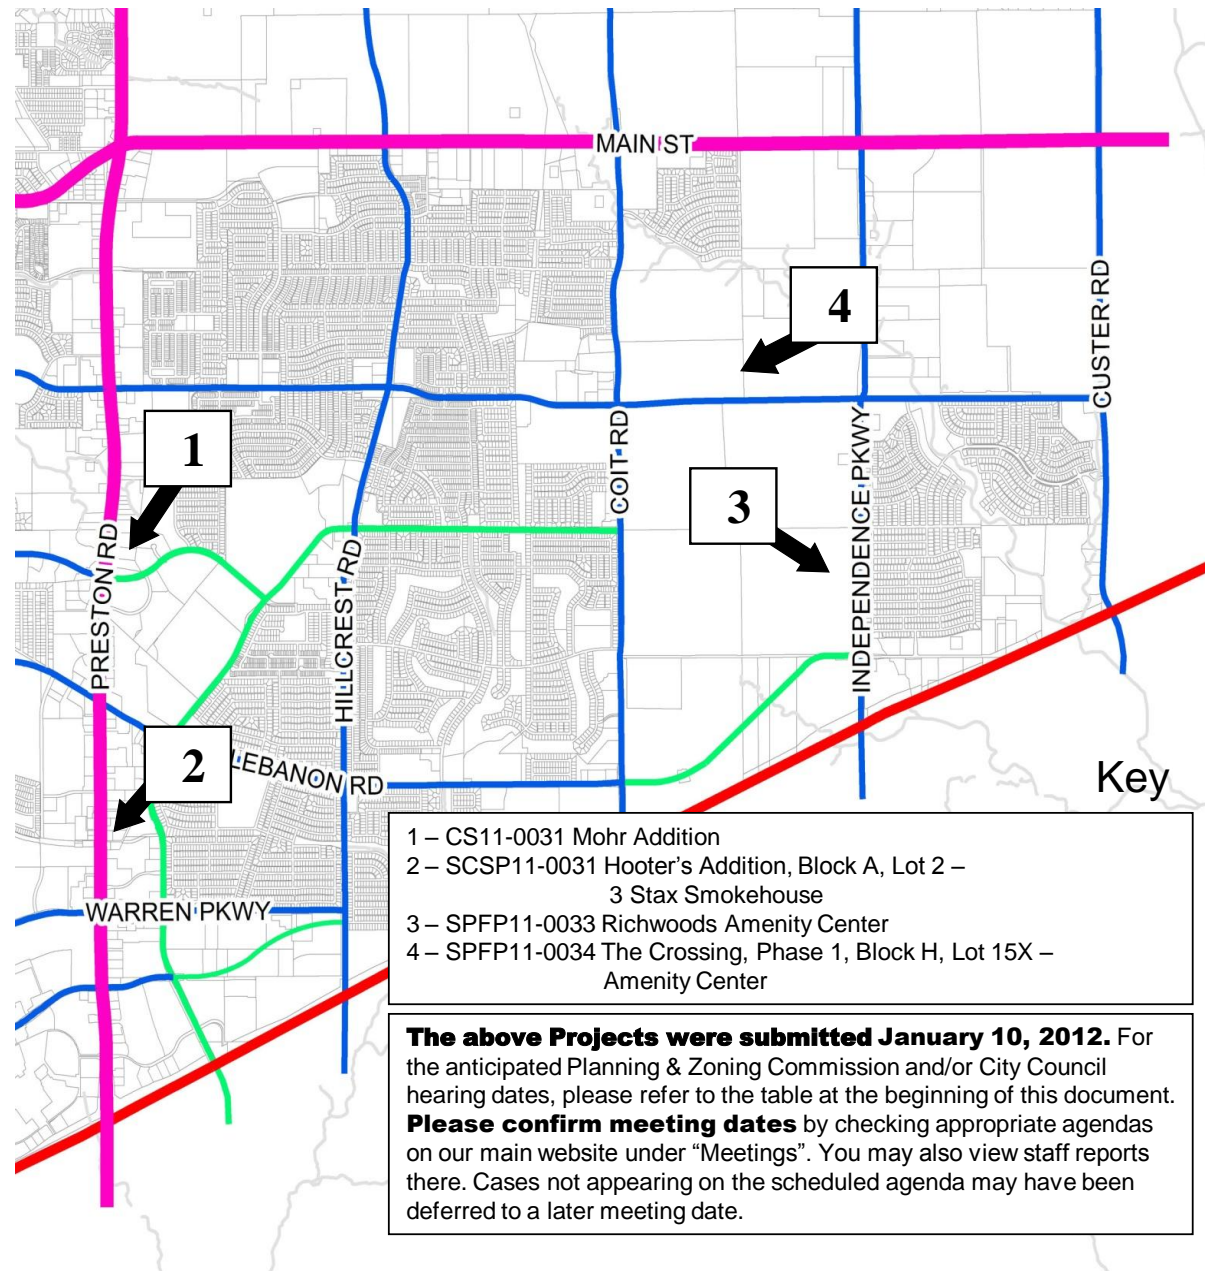 MAIN ST
4
CUSTER RD
1
COIT RD
INDEPENDENCE PKWY
3
PRESTON RD
HILLCREST RD
2
LEBANON RD
Key
WARREN PKWY
1 – CS11-0031 Mohr Addition
2 – SCSP11-0031 Hooter’s Addition, Block A, Lot 2 –
3 Stax Smokehouse
3 – SPFP11-0033 Richwoods Amenity Center
4 – SPFP11-0034 The Crossing, Phase 1, Block H, Lot 15X –
Amenity Center
The above Projects were submitted January 10, 2012. For
the anticipated Planning & Zoning Commission and/or City Council
hearing dates, please refer to the table at the beginning of this document.
Please confirm meeting dates by checking appropriate agendas
on our main website under “Meetings”. You may also view staff reports
there. Cases not appearing on the scheduled agenda may have been
deferred to a later meeting date.